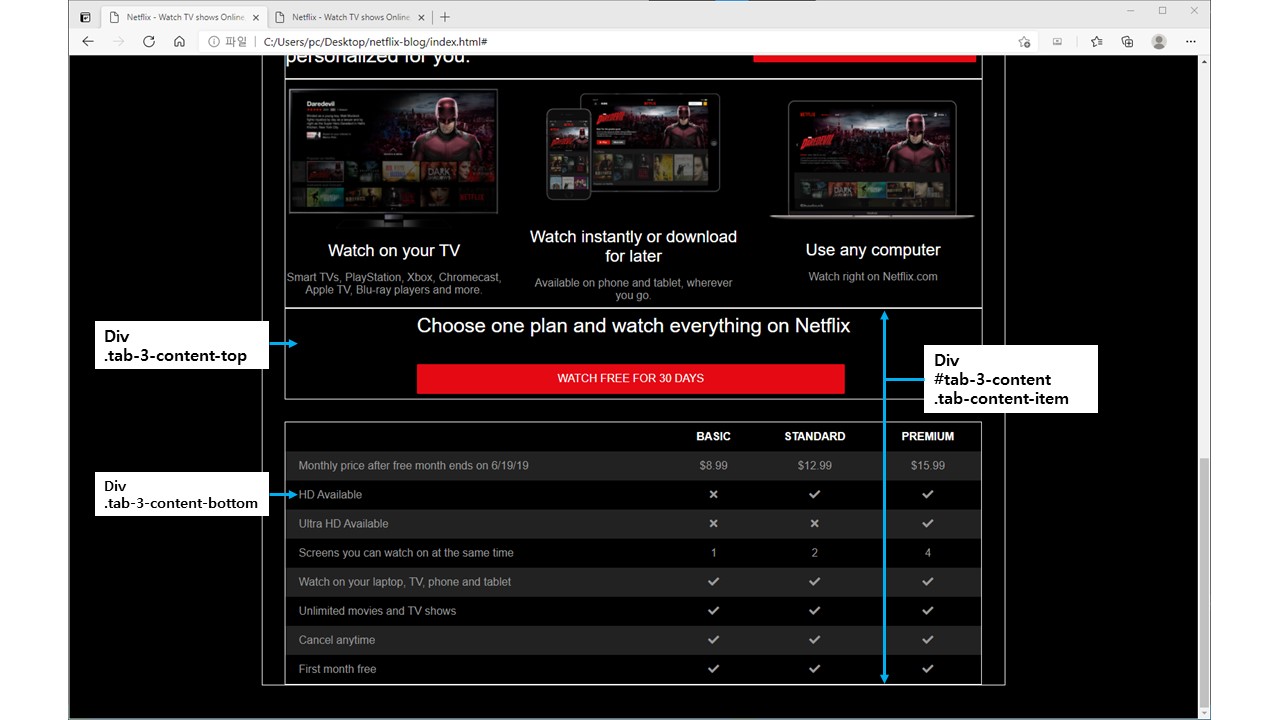 Netflix - Watch TV shows Online,
Netflix - Watch TV shows Online,
파일 C:/Users/pc/Desktop/netflix-blog/index.html#
personalized for you.
Daredevil
NETFLIX
Watch on your TV
Smart TVs, PlayStation, Xbox, Chromecast,
Apple TV, Blu-ray players and more.
Watch instantly or download
for later
Available on phone and tablet, wherever
you go.
Use any computer
Watch right on Netflix.com
Div
.tab-3-content-top
Choose one plan and watch everything on Netflix
WATCH FREE FOR 30 DAYS
Div
#tab-3-content
.tab-content-item
Div
.tab-3-content-bottom
BASIC STANDARD PREMIUM
Monthly price after free month ends on 6/19/19 $8.99 $12.99 $15.99
HD Available
Ultra HD Available
Screens you can watch on at the same time 1 2 4
Watch on your laptop, TV, phone and tablet
Unlimited movies and TV shows
Cancel anytime
First month free